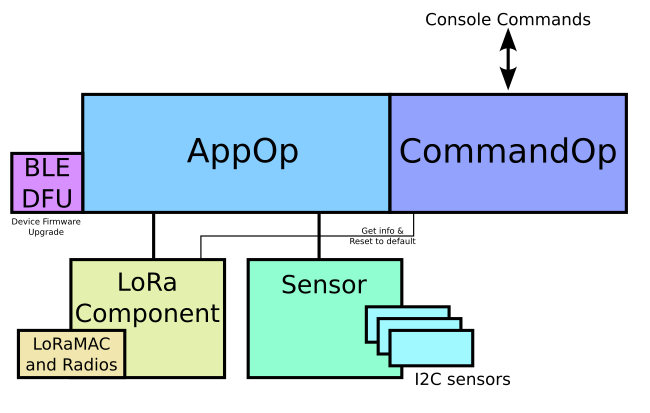 Console Commands
AppOp
CommandOp
BLE
DFU
Device Firmware
Upgrade
Get info &
Reset to default
LoRa
Component
Sensor
LoRaMAC
and Radios
I2C sensors